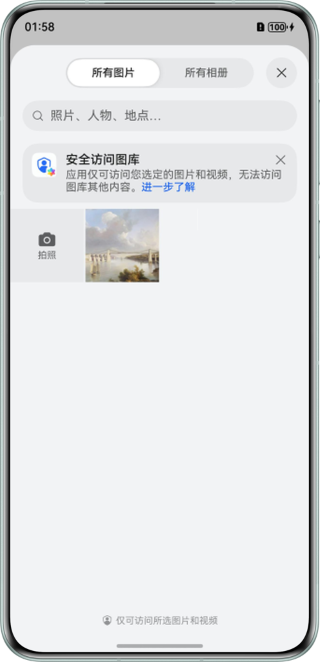 01:58
100
所有图片
所有相册
照片、人物、地点...
安全访问图库
应用仅可访问您选定的图片和视频，无法访问
图库其他内容。进一步了解
拍照
仅可访问所选图片和视频